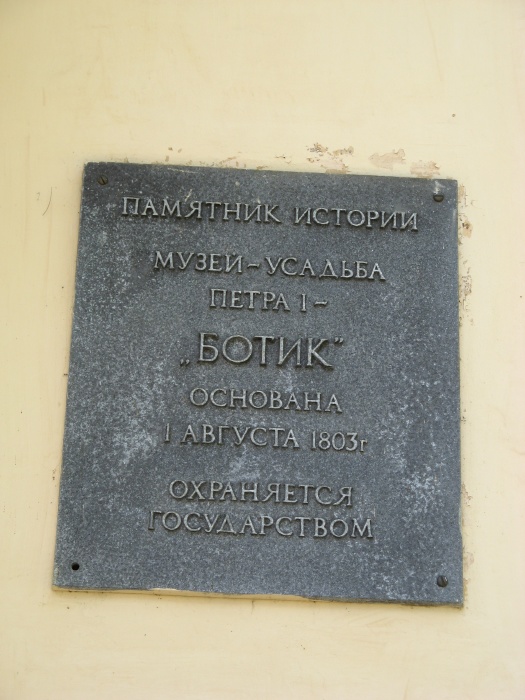 ПАМЯТНИК ИСТОРИИ
МУЗЕЙ-УСАДЬБА
ПЕТРА I -
„БОТИК”
ОСНОВАНА
1 АВГУСТА 1803г
ОХРАНЯЕТСЯ
ГОСУДАРСТВОМ